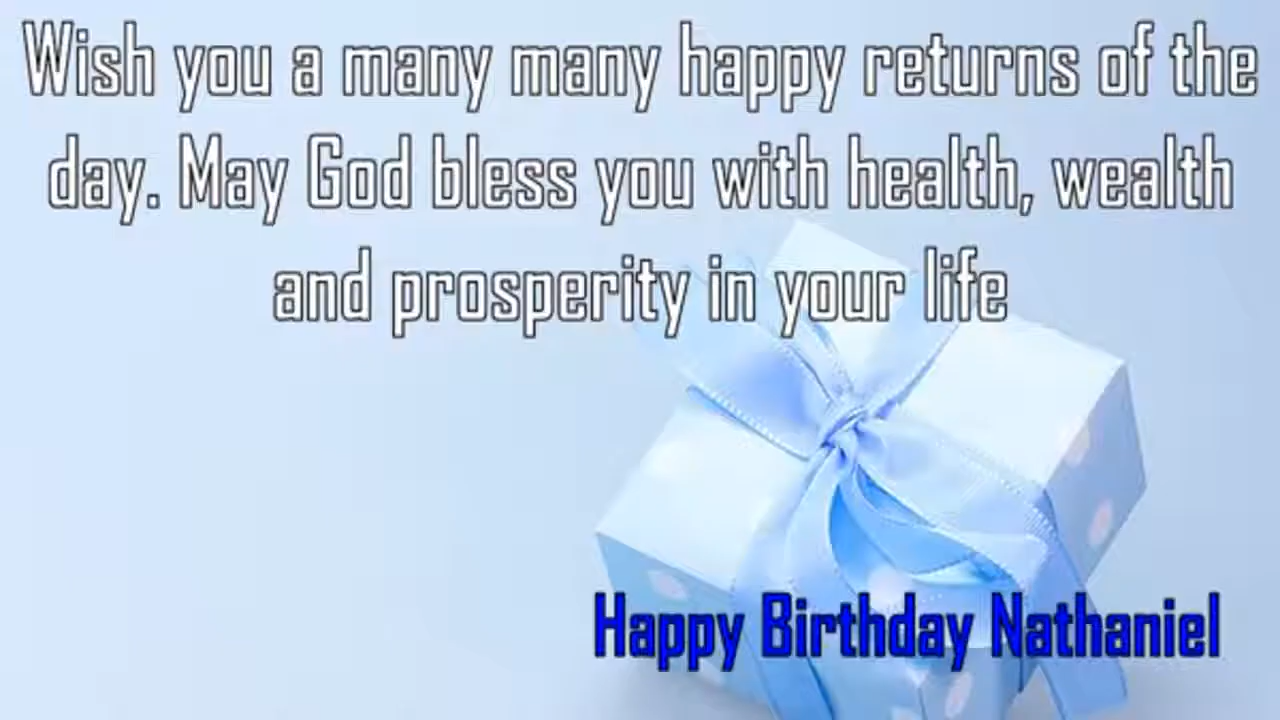 Wish you a many many happy returns of the
day. May God bless you with health, wealth
and prosperity in your life
Happy Birthday Nathaniel